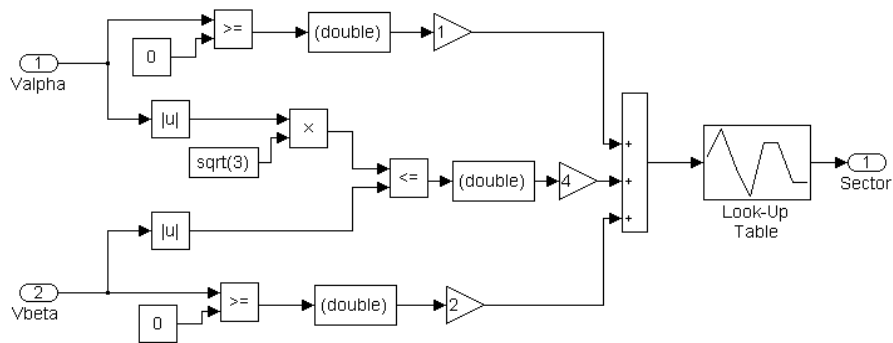 >=
(double)
1
1
0
Valpha
|u|
×
sqrt(3)
+
<=
(double)
4
+
1
Sector
Look-Up
Table
|u|
+
2
Vbeta
>=
(double)
2
0